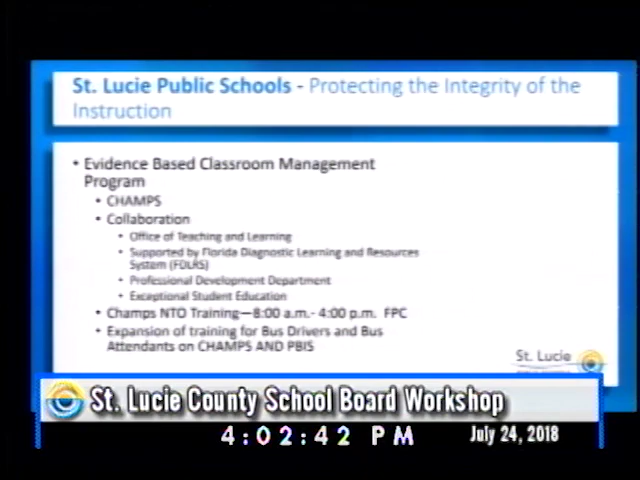 St. Lucie Public Schools - Protecting the Integrity of the
Instruction
• Evidence Based Classroom Management
Program
• CHAMPS
• Collaboration
• Office of Teaching and Learning
• Supported by Florida Diagnostic Learning and Resources
System (FDLRS)
• Professional Development Department
• Exceptional Student Education
• Champs NTO Training—8:00 a.m.- 4:00 p.m. FPC
• Expansion of training for Bus Drivers and Bus
Attendants on CHAMPS AND PBIS
St. Lucie
St. Lucie County School Board Workshop
4:02:42 PM
July 24, 2018